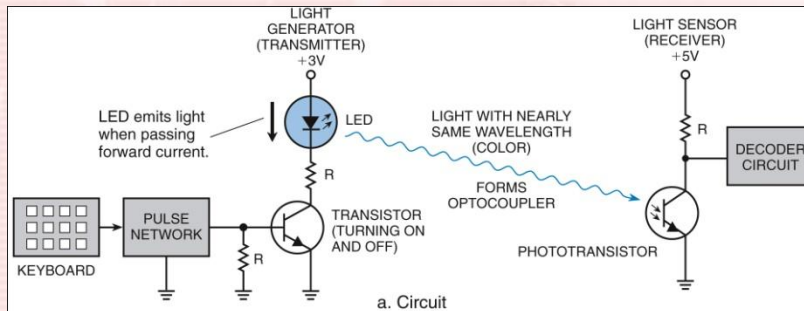 LIGHT
GENERATOR
(TRANSMITTER)
+3V
LIGHT SENSOR
(RECEIVER)
+5V
LED emits light
when passing
forward current.
LED
LIGHT WITH NEARLY
SAME WAVELENGTH
(COLOR)
FORMS
OPTOCOUPLER
R
DECODER
CIRCUIT
R
KEYBOARD
PULSE
NETWORK
R
TRANSISTOR
(TURNING ON
AND OFF)
PHOTOTRANSISTOR
a. Circuit